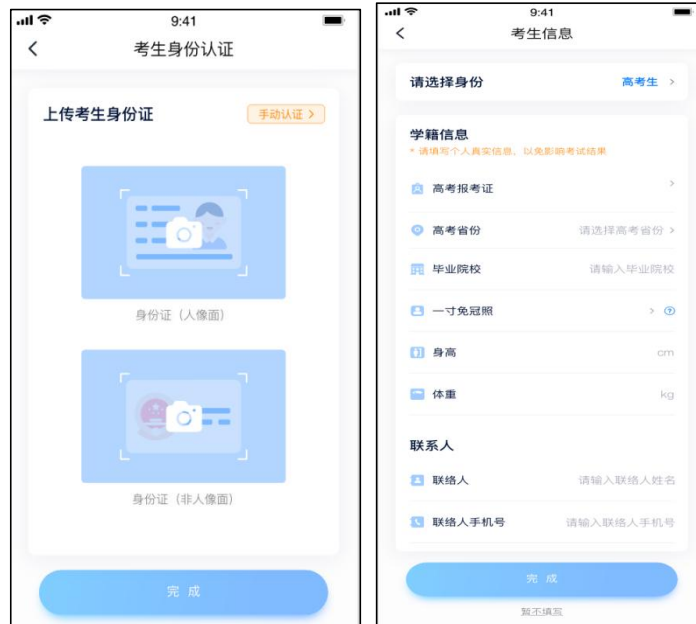 9:41
考生身份认证
上传考生身份证
手动认证 >
身份证（人像面）
身份证（非人像面）
完 成
9:41
考生信息
请选择身份 高考生 >
学籍信息
* 请填写个人真实信息，以免影响考试结果
高考报考证 >
高考省份 请选择高考省份 >
毕业院校 请输入毕业院校
一寸免冠照 > ?
身高 cm
体重 kg
联系人
联络人 请输入联络人姓名
联络人手机号 请输入联络人手机号
完 成
暂不填写